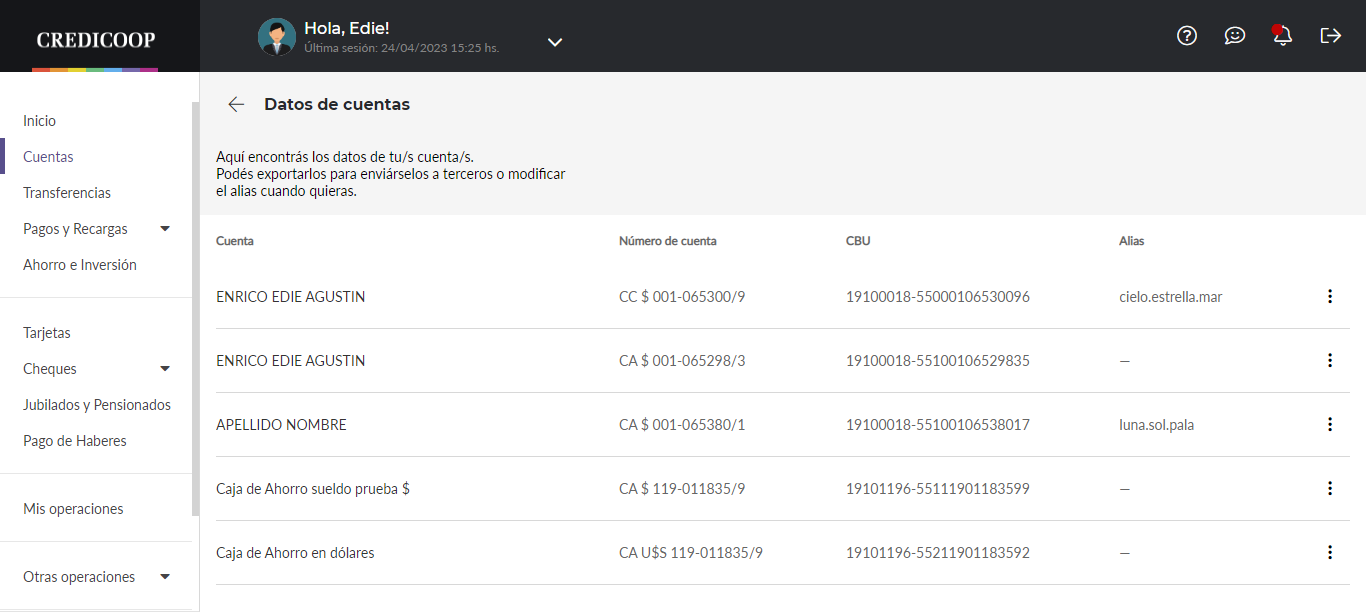 CREDICOOP
Hola, Edie!
Última sesión: 24/04/2023 15:25 hs.
Inicio
Cuentas
Transferencias
Pagos y Recargas
Ahorro e Inversión
Tarjetas
Cheques
Jubilados y Pensionados
Pago de Haberes
Mis operaciones
Otras operaciones
Datos de cuentas
Aquí encontrás los datos de tu/s cuenta/s.
Podés exportarlos para enviárselos a terceros o modificar
el alias cuando quieras.
Cuenta Número de cuenta CBU Alias
ENRICO EDIE AGUSTIN CC $ 001-065300/9 19100018-55000106530096 cielo.estrella.mar
ENRICO EDIE AGUSTIN CA $ 001-065298/3 19100018-55100106529835 —
APELLIDO NOMBRE CA $ 001-065380/1 19100018-55100106538017 luna.sol.pala
Caja de Ahorro sueldo prueba $ CA $ 119-011835/9 19101196-55111901183599 —
Caja de Ahorro en dólares CA U$S 119-011835/9 19101196-55211901183592 —